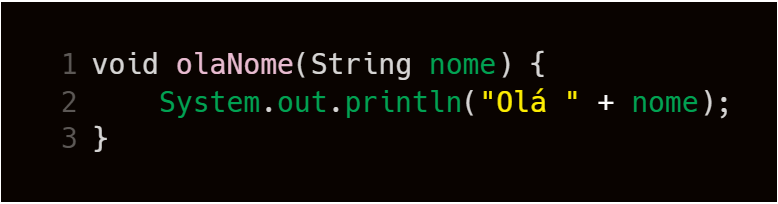 1 void olaNome(String nome) {
2     System.out.println("Olá " + nome);
3 }